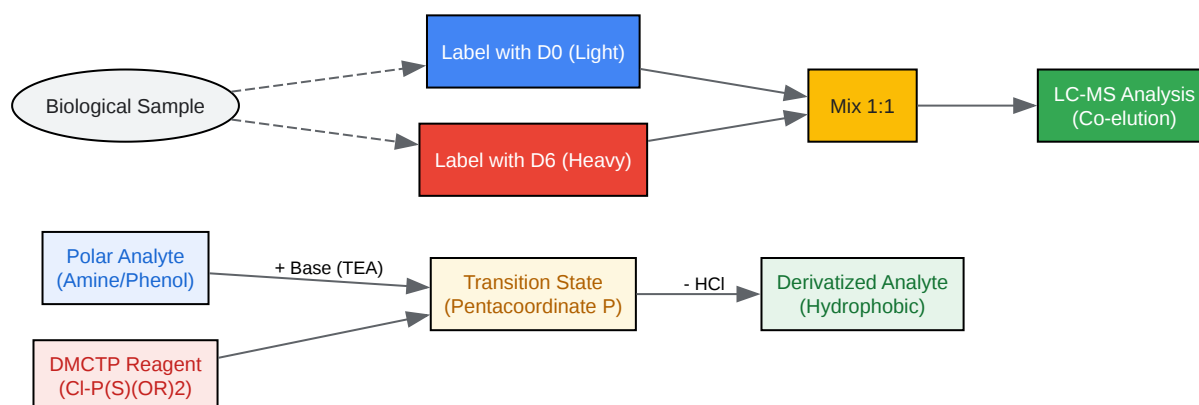 Biological Sample
Label with D0 (Light)
Label with D6 (Heavy)
Mix 1:1
LC-MS Analysis
(Co-elution)
Polar Analyte
(Amine/Phenol)
+ Base (TEA)
DMCTP Reagent
(Cl-P(S)(OR)2)
Transition State
(Pentacoordinate P)
- HCl
Derivatized Analyte
(Hydrophobic)